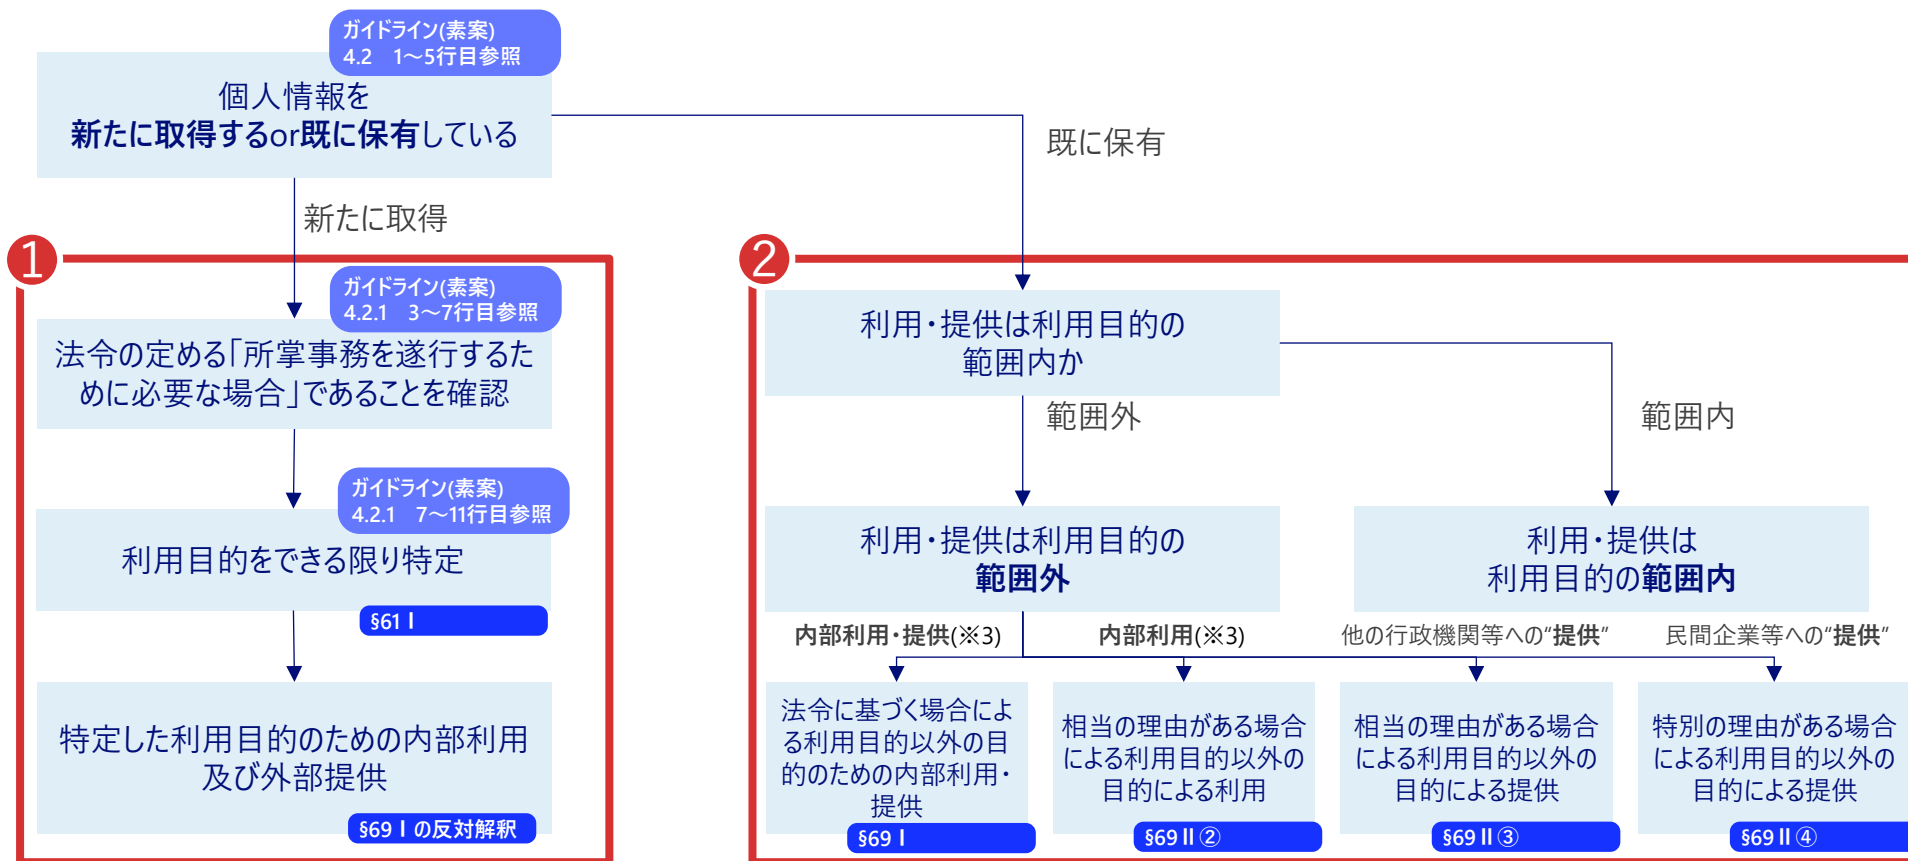 ガイドライン(素案)
4.2　1～5行目参照
個人情報を
新たに取得するor既に保有している
既に保有
新たに取得
1
ガイドライン(素案)
4.2.1　3～7行目参照
法令の定める「所掌事務を遂行するた
めに必要な場合」であることを確認
ガイドライン(素案)
4.2.1　7～11行目参照
利用目的をできる限り特定
§61Ⅰ
特定した利用目的のための内部利用
及び外部提供
§69Ⅰの反対解釈
2
利用・提供は利用目的の
範囲内か
範囲外
範囲内
利用・提供は利用目的の
範囲外
利用・提供は
利用目的の範囲内
内部利用・提供(※3)
内部利用(※3)
他の行政機関等への“提供”
民間企業等への“提供”
法令に基づく場合によ
る利用目的以外の目
的のための内部利用・
提供
§69Ⅰ
相当の理由がある場合
による利用目的以外の
目的による利用
§69Ⅱ②
相当の理由がある場合
による利用目的以外の
目的による提供
§69Ⅱ③
特別の理由がある場合
による利用目的以外の
目的による提供
§69Ⅱ④